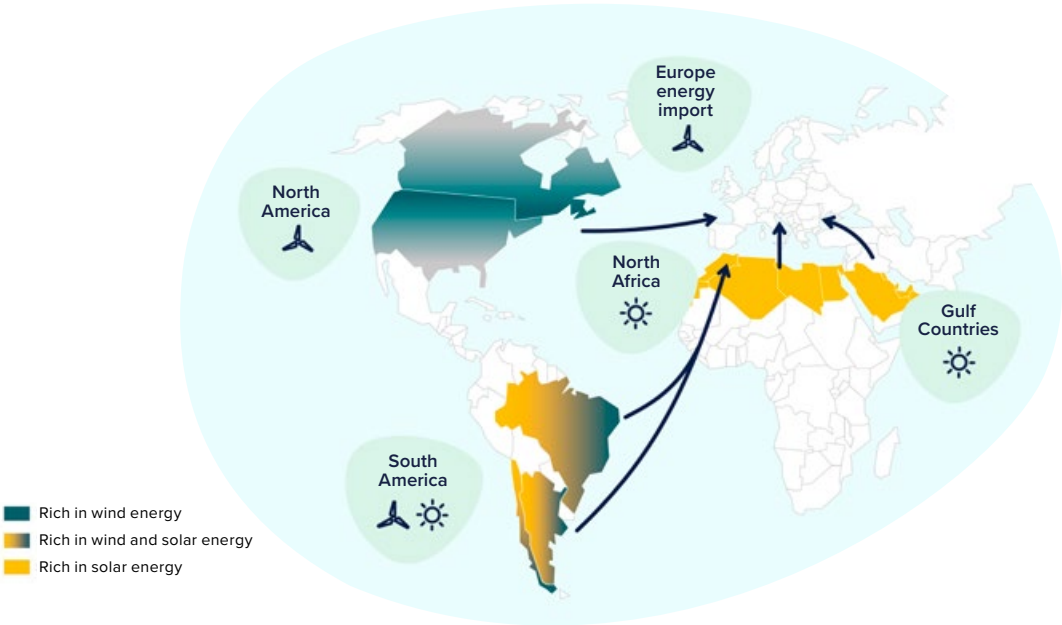 Europe
energy
import
North
America
North
Africa
Gulf
Countries
South
America
Rich in wind energy
Rich in wind and solar energy
Rich in solar energy